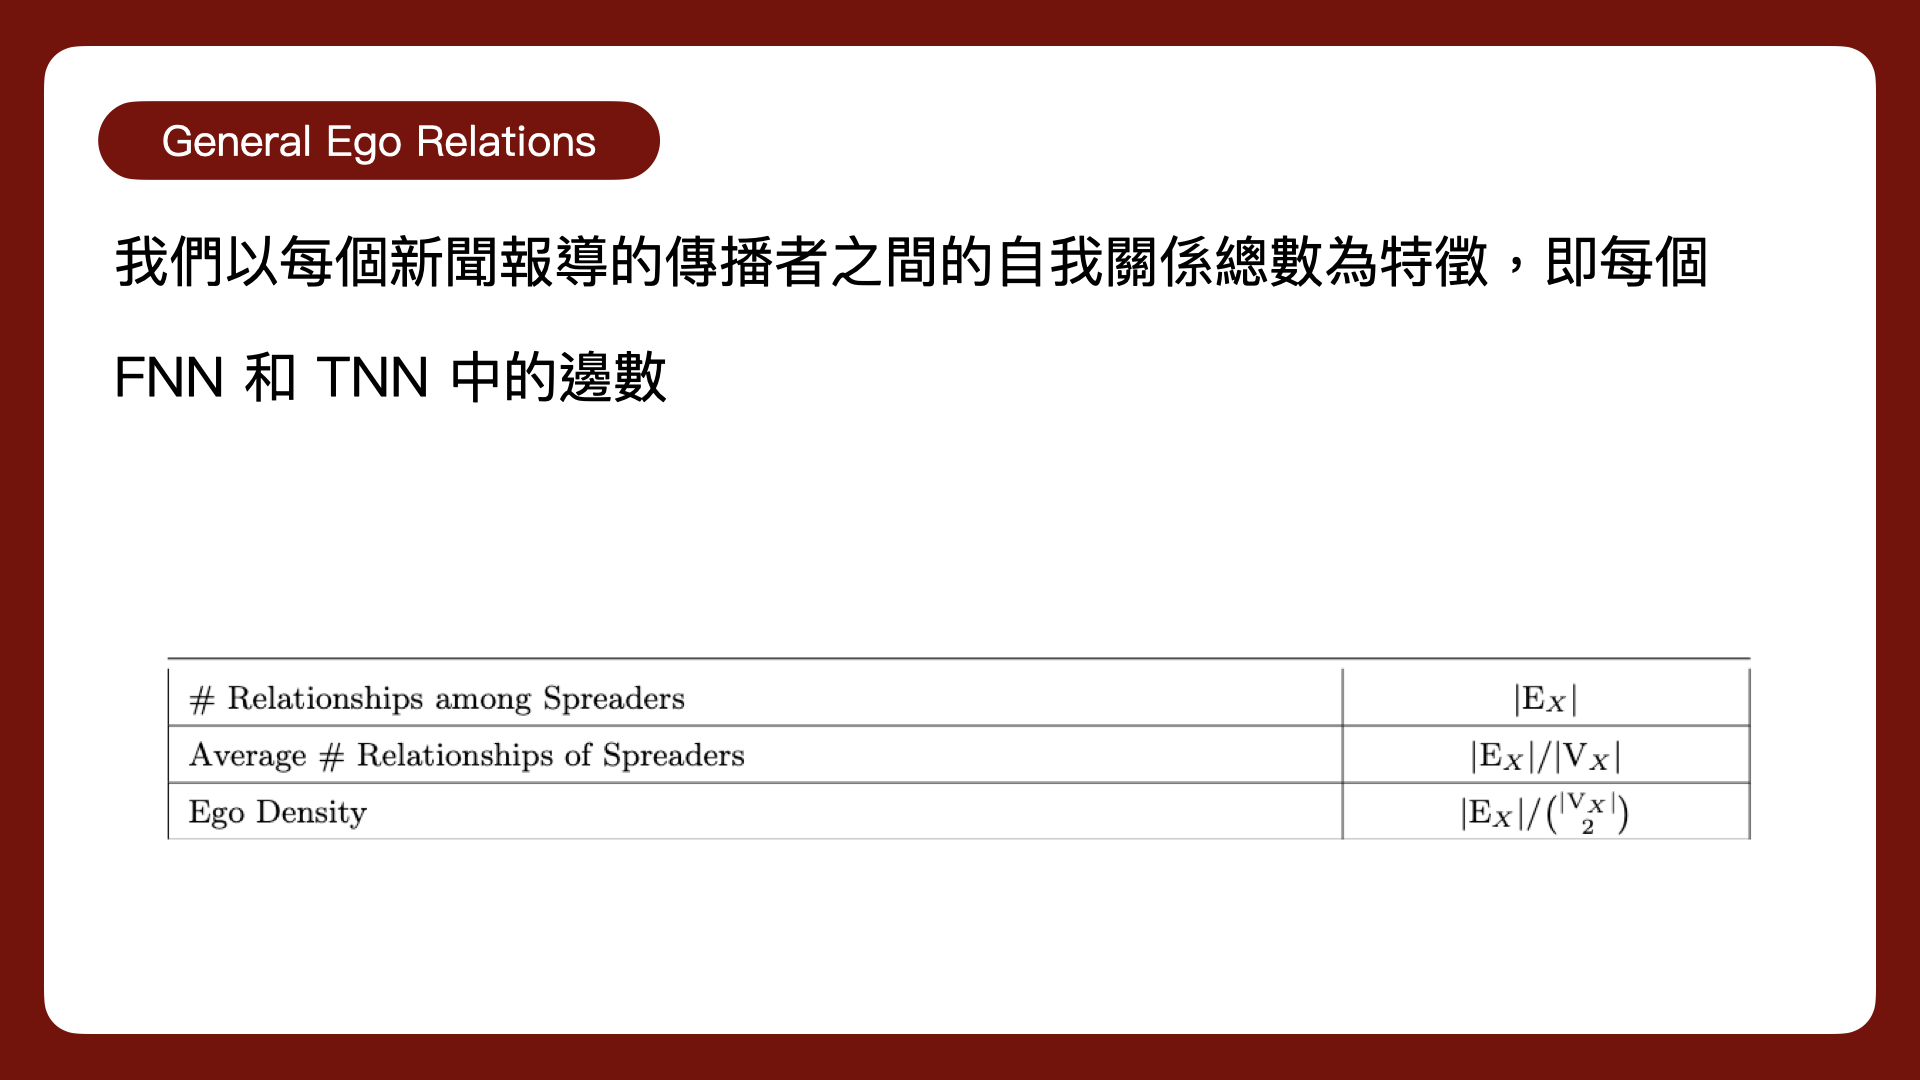 General Ego Relations
我們以每個新聞報導的傳播者之間的自我關係總數為特徵，即每個
FNN 和 TNN 中的邊數
# Relationships among Spreaders |E_X|
Average # Relationships of Spreaders |E_X|/|V_X|
Ego Density |E_X|/(|V_X| 2)